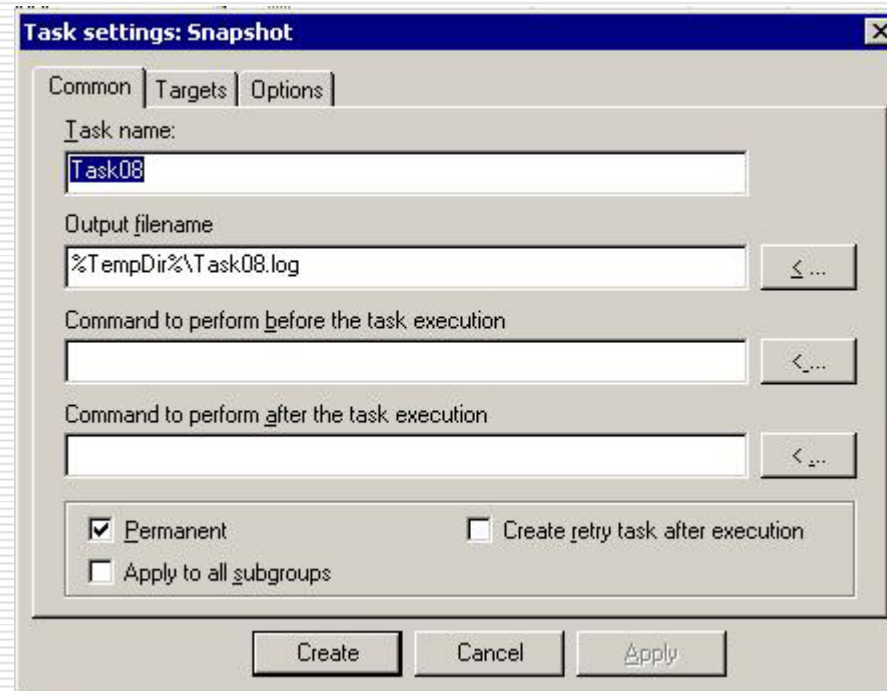 Task settings: Snapshot
Common
Targets
Options
Task name:
Task08
Output filename
%TempDir%\Task08.log
< ...
Command to perform before the task execution
< ...
Command to perform after the task execution
< ...
Permanent
Create retry task after execution
Apply to all subgroups
Create
Cancel
Apply